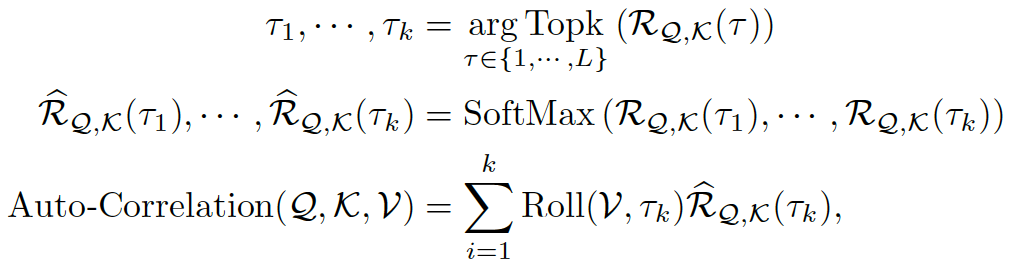 τ₁, ⋯ , τₖ = arg Topk (ℛ_{𝒬,𝒦}(τ))
τ∈{1,⋯ ,L}
ℛ̂_{𝒬,𝒦}(τ₁), ⋯ , ℛ̂_{𝒬,𝒦}(τₖ) = SoftMax (ℛ_{𝒬,𝒦}(τ₁), ⋯ , ℛ_{𝒬,𝒦}(τₖ))
Auto-Correlation(𝒬, 𝒦, 𝒱) = ∑_{i=1}^{k} Roll(𝒱, τₖ)ℛ̂_{𝒬,𝒦}(τₖ),